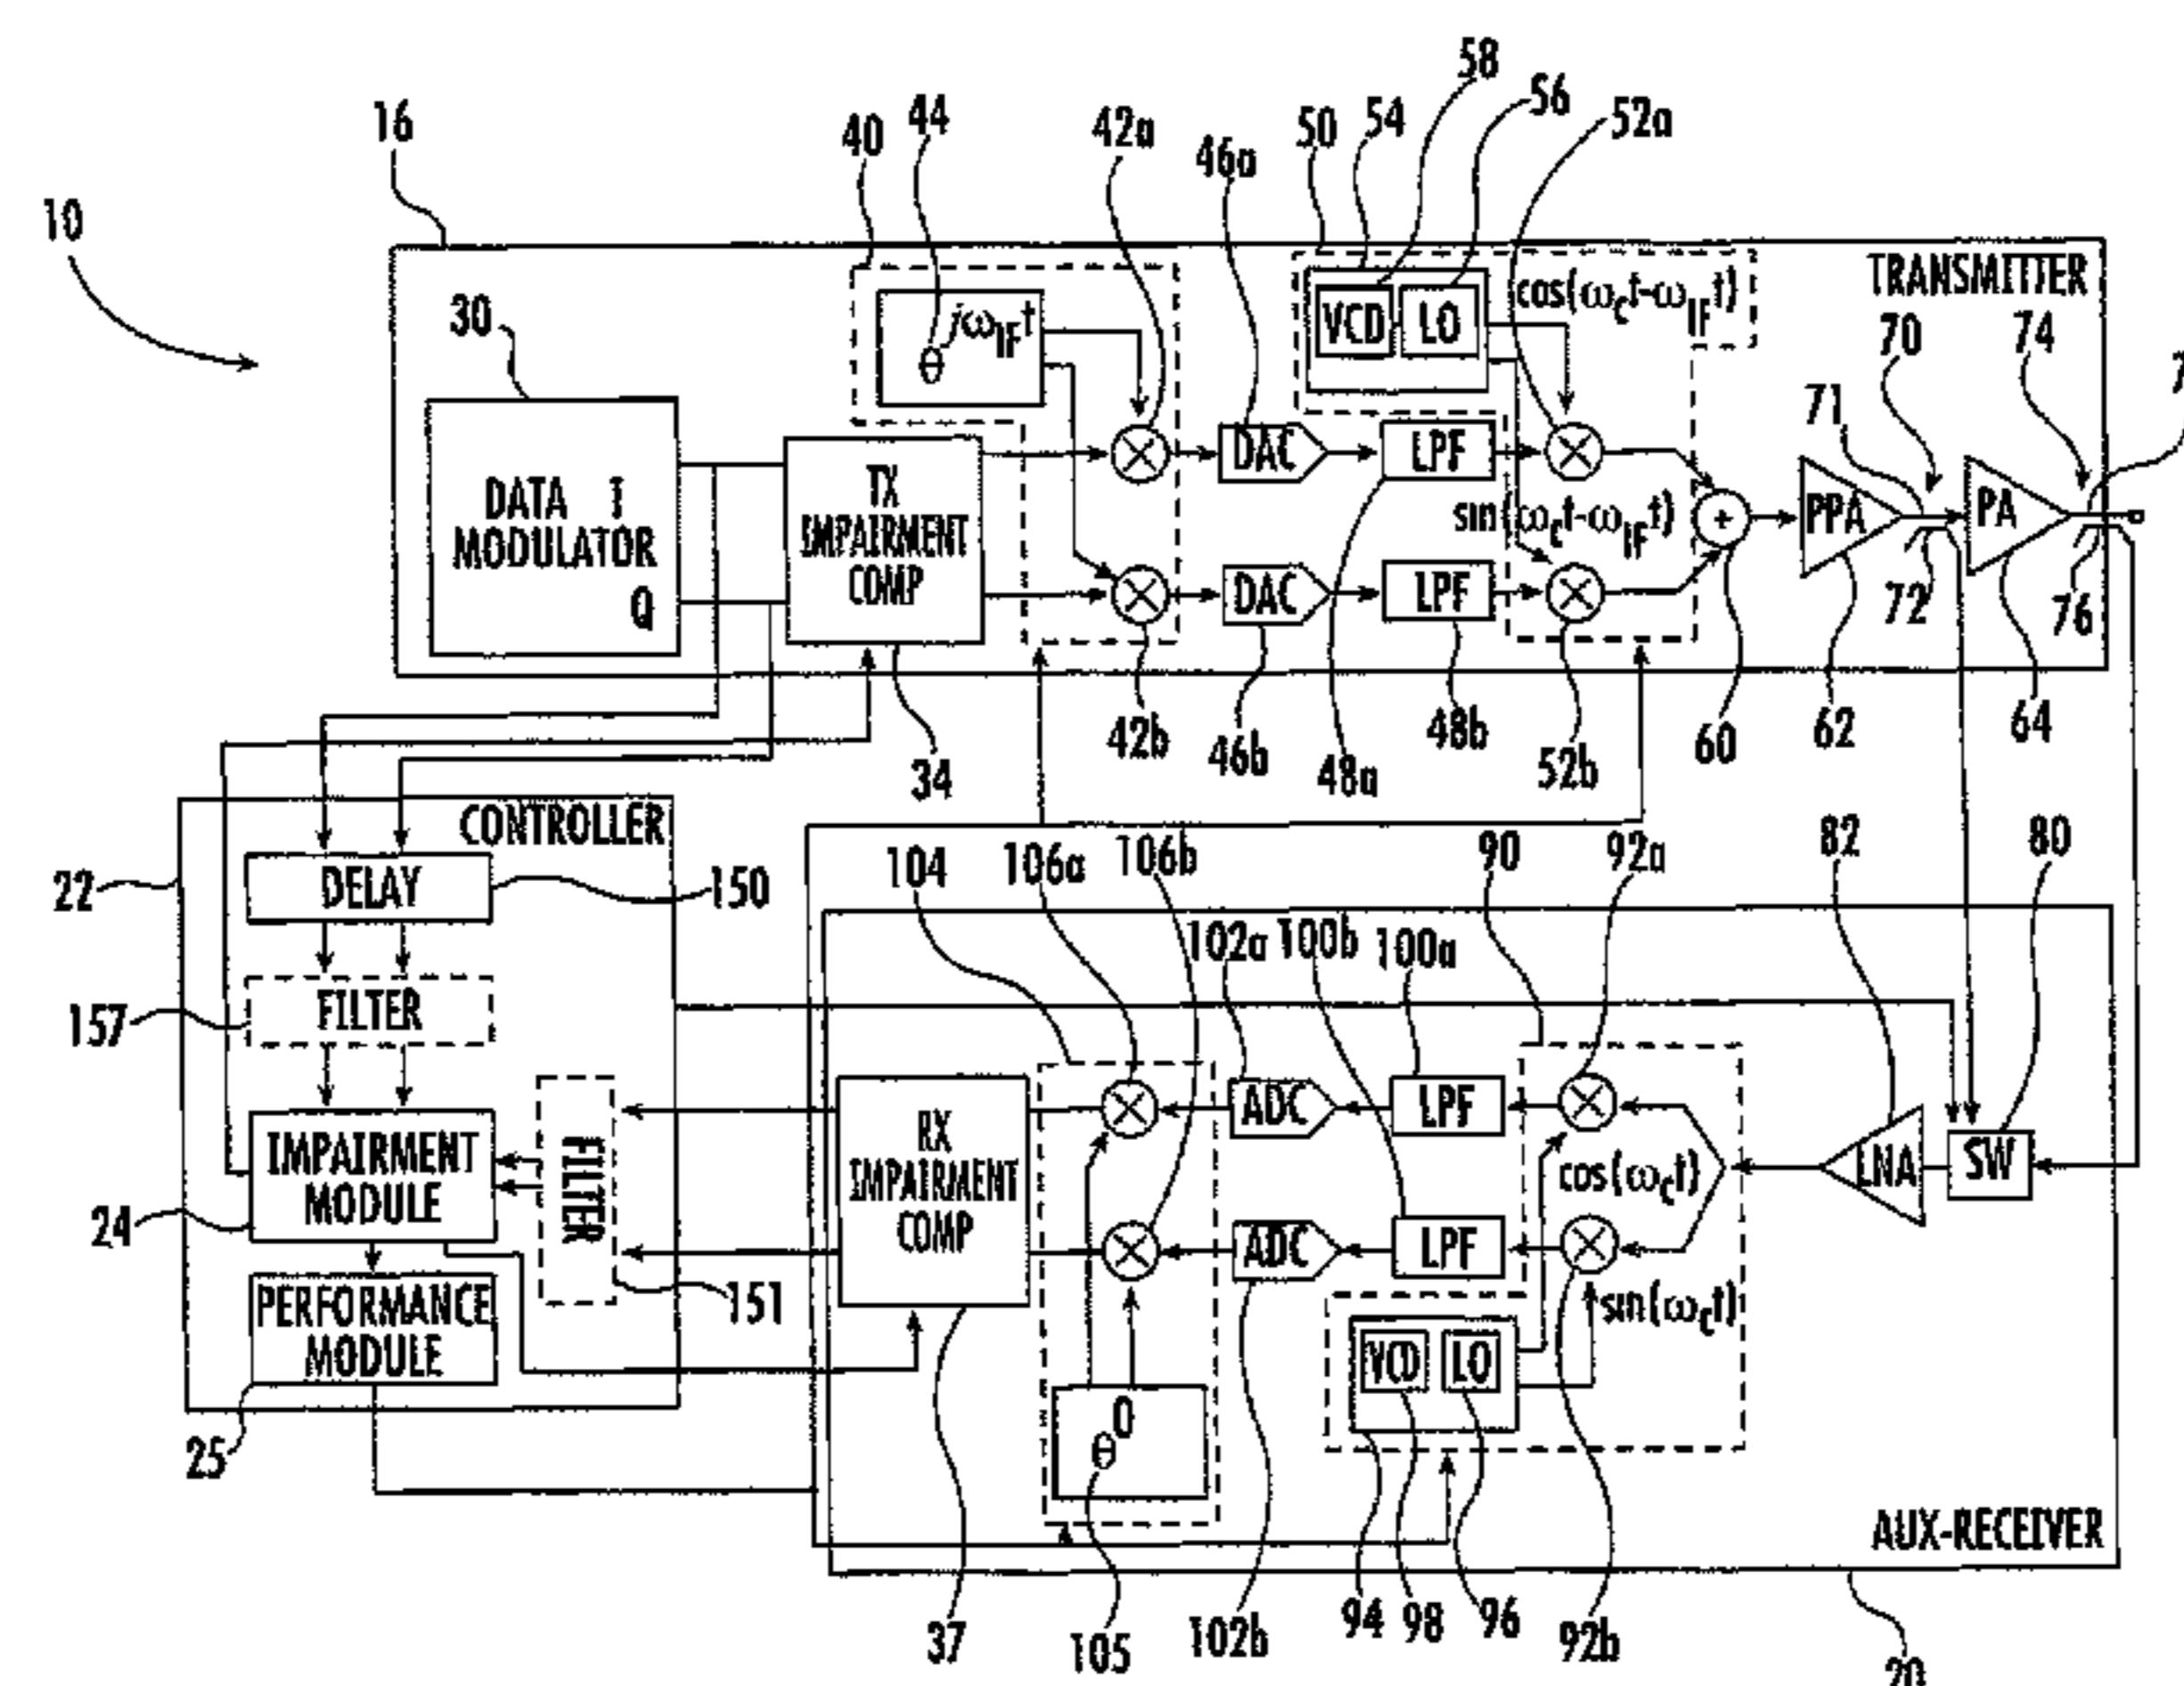 58
56
16
40
44
42a
46a
50
54
52a
10
TRANSMITTER
30
θ jωIFt
VCD
LO
cos(ωct-ωIFt)
70
74
71
DATA I
MODULATOR
Q
TX
IMPAIRMENT
COMP
DAC
LPF
sin(ωct-ωIFt)
+
PPA
PA
DAC
LPF
72
76
34
42b
46b
48a
48b
52b
60
62
64
CONTROLLER
22
DELAY
150
104
106a
106b
90
92a
82
80
102a
100b
100a
157
FILTER
IMPAIRMENT
MODULE
24
FILTER
151
RX
IMPAIRMENT
COMP
ADC
LPF
cos(ωct)
LNA
SW
ADC
LPF
sin(ωct)
PERFORMANCE
MODULE
25
θ 0
VCD
LO
AUX-RECEIVER
37
105
102b
94
98
96
92b
20